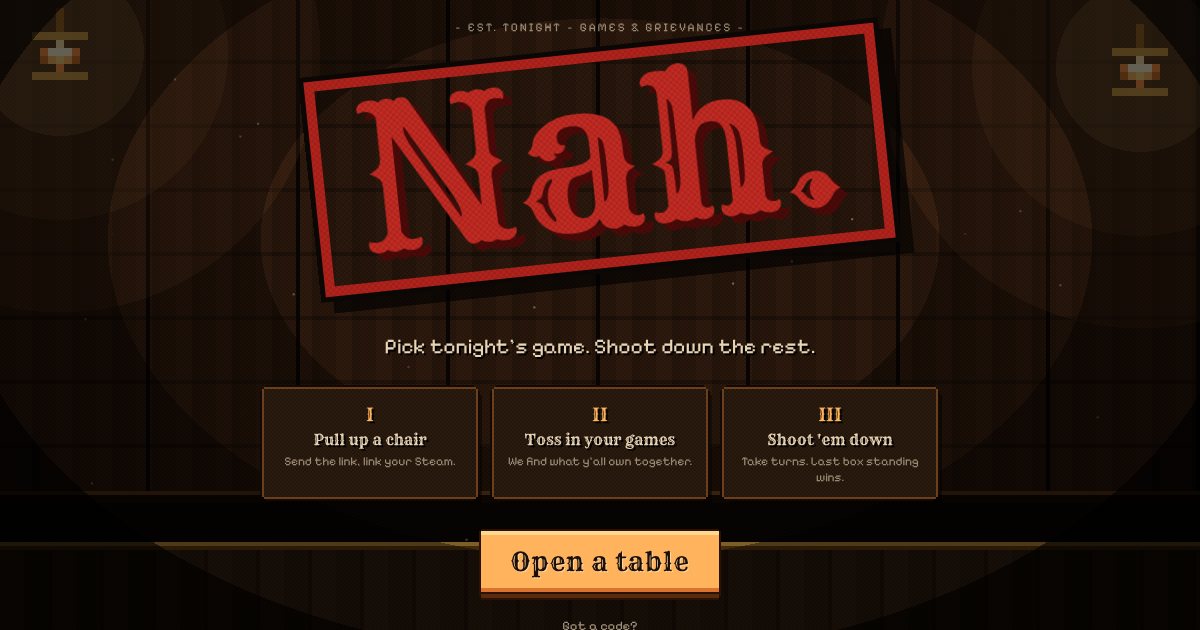 - EST. TONIGHT - GAMES & GRIEVANCES -
Nah.
Pick tonight's game. Shoot down the rest.
I
Pull up a chair
Send the link, link your Steam.
II
Toss in your games
We find what y'all own together.
III
Shoot 'em down
Take turns. Last box standing
wins.
Open a table
Got a code?